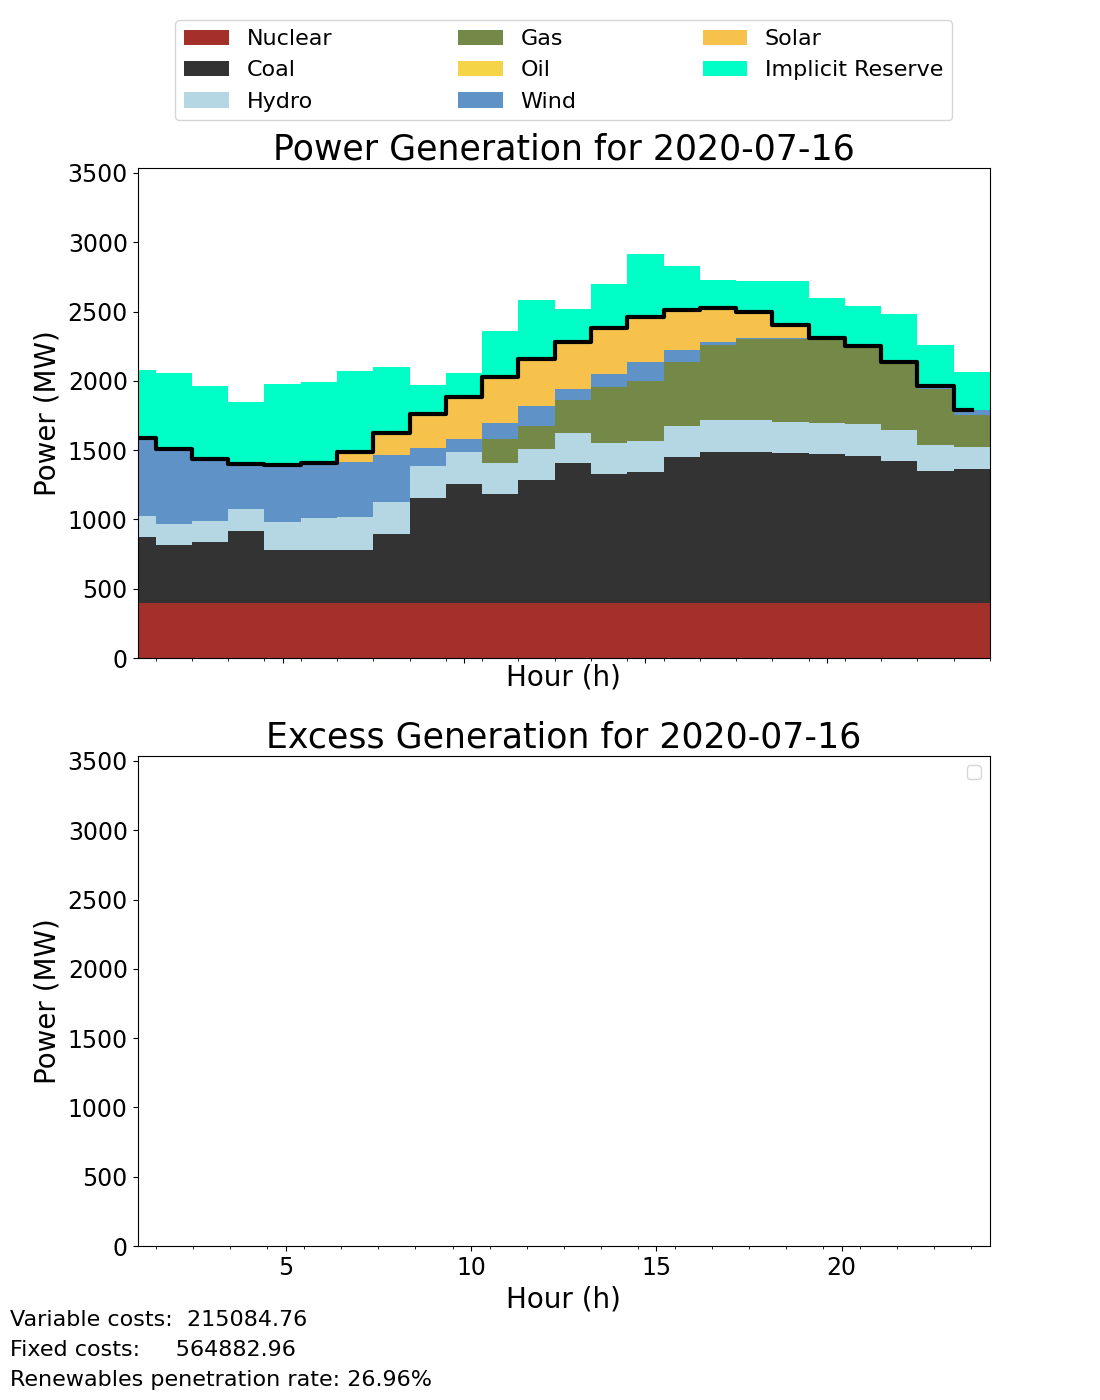 Nuclear Gas Solar
Coal Oil Implicit Reserve
Hydro Wind
Power Generation for 2020-07-16
3500
3000
2500
2000
1500
1000
500
0
Power (MW)
Hour (h)
Excess Generation for 2020-07-16
3500
3000
2500
2000
1500
1000
500
0
Power (MW)
5 10 15 20
Hour (h)
Variable costs: 215084.76
Fixed costs: 564882.96
Renewables penetration rate: 26.96%